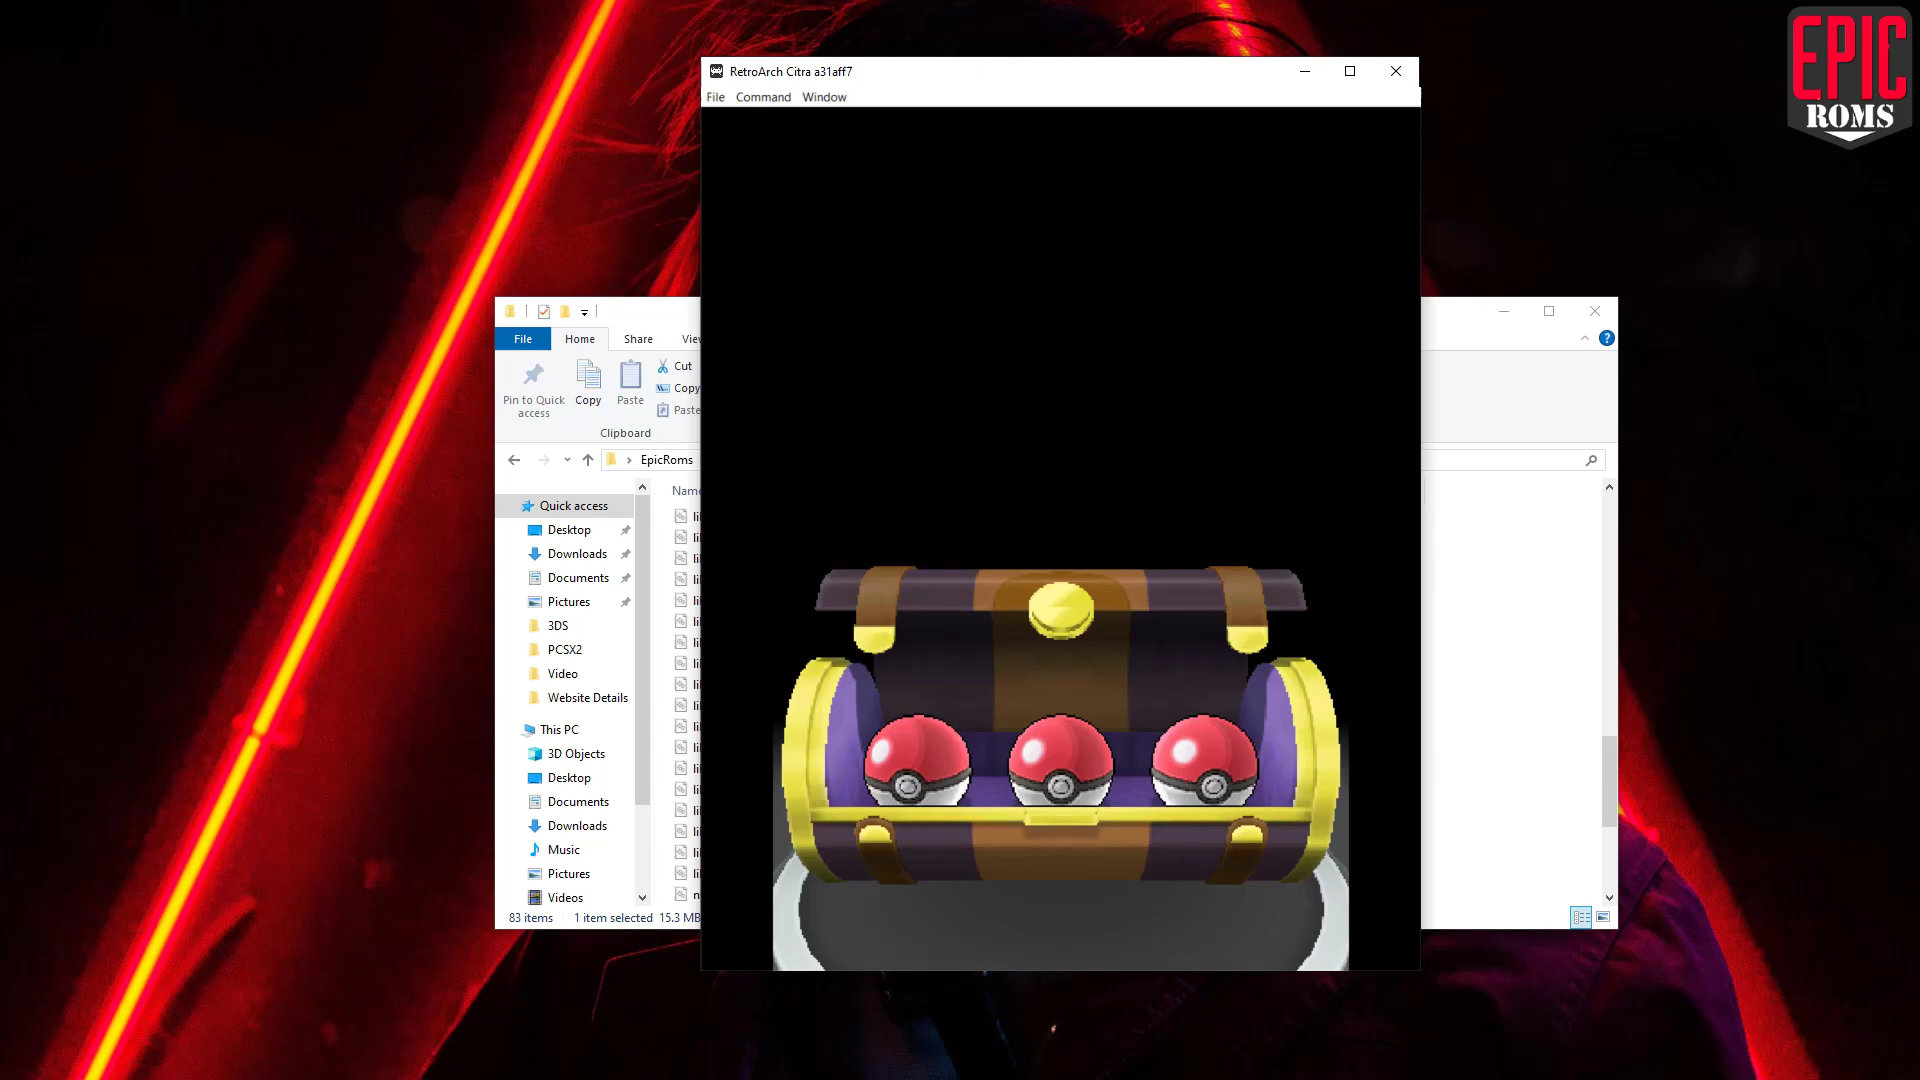 EPIC
ROMS
RetroArch Citra a31aff7
File Command Window
File Home Share
Pin to Quick access
Copy
Paste
Cut
Copy
Paste
Clipboard
EpicRoms
Name
Quick access
Desktop
Downloads
Documents
Pictures
3DS
PCSX2
Video
Website Details
This PC
3D Objects
Desktop
Documents
Downloads
Music
Pictures
Videos
83 items 1 item selected 15.3 MB